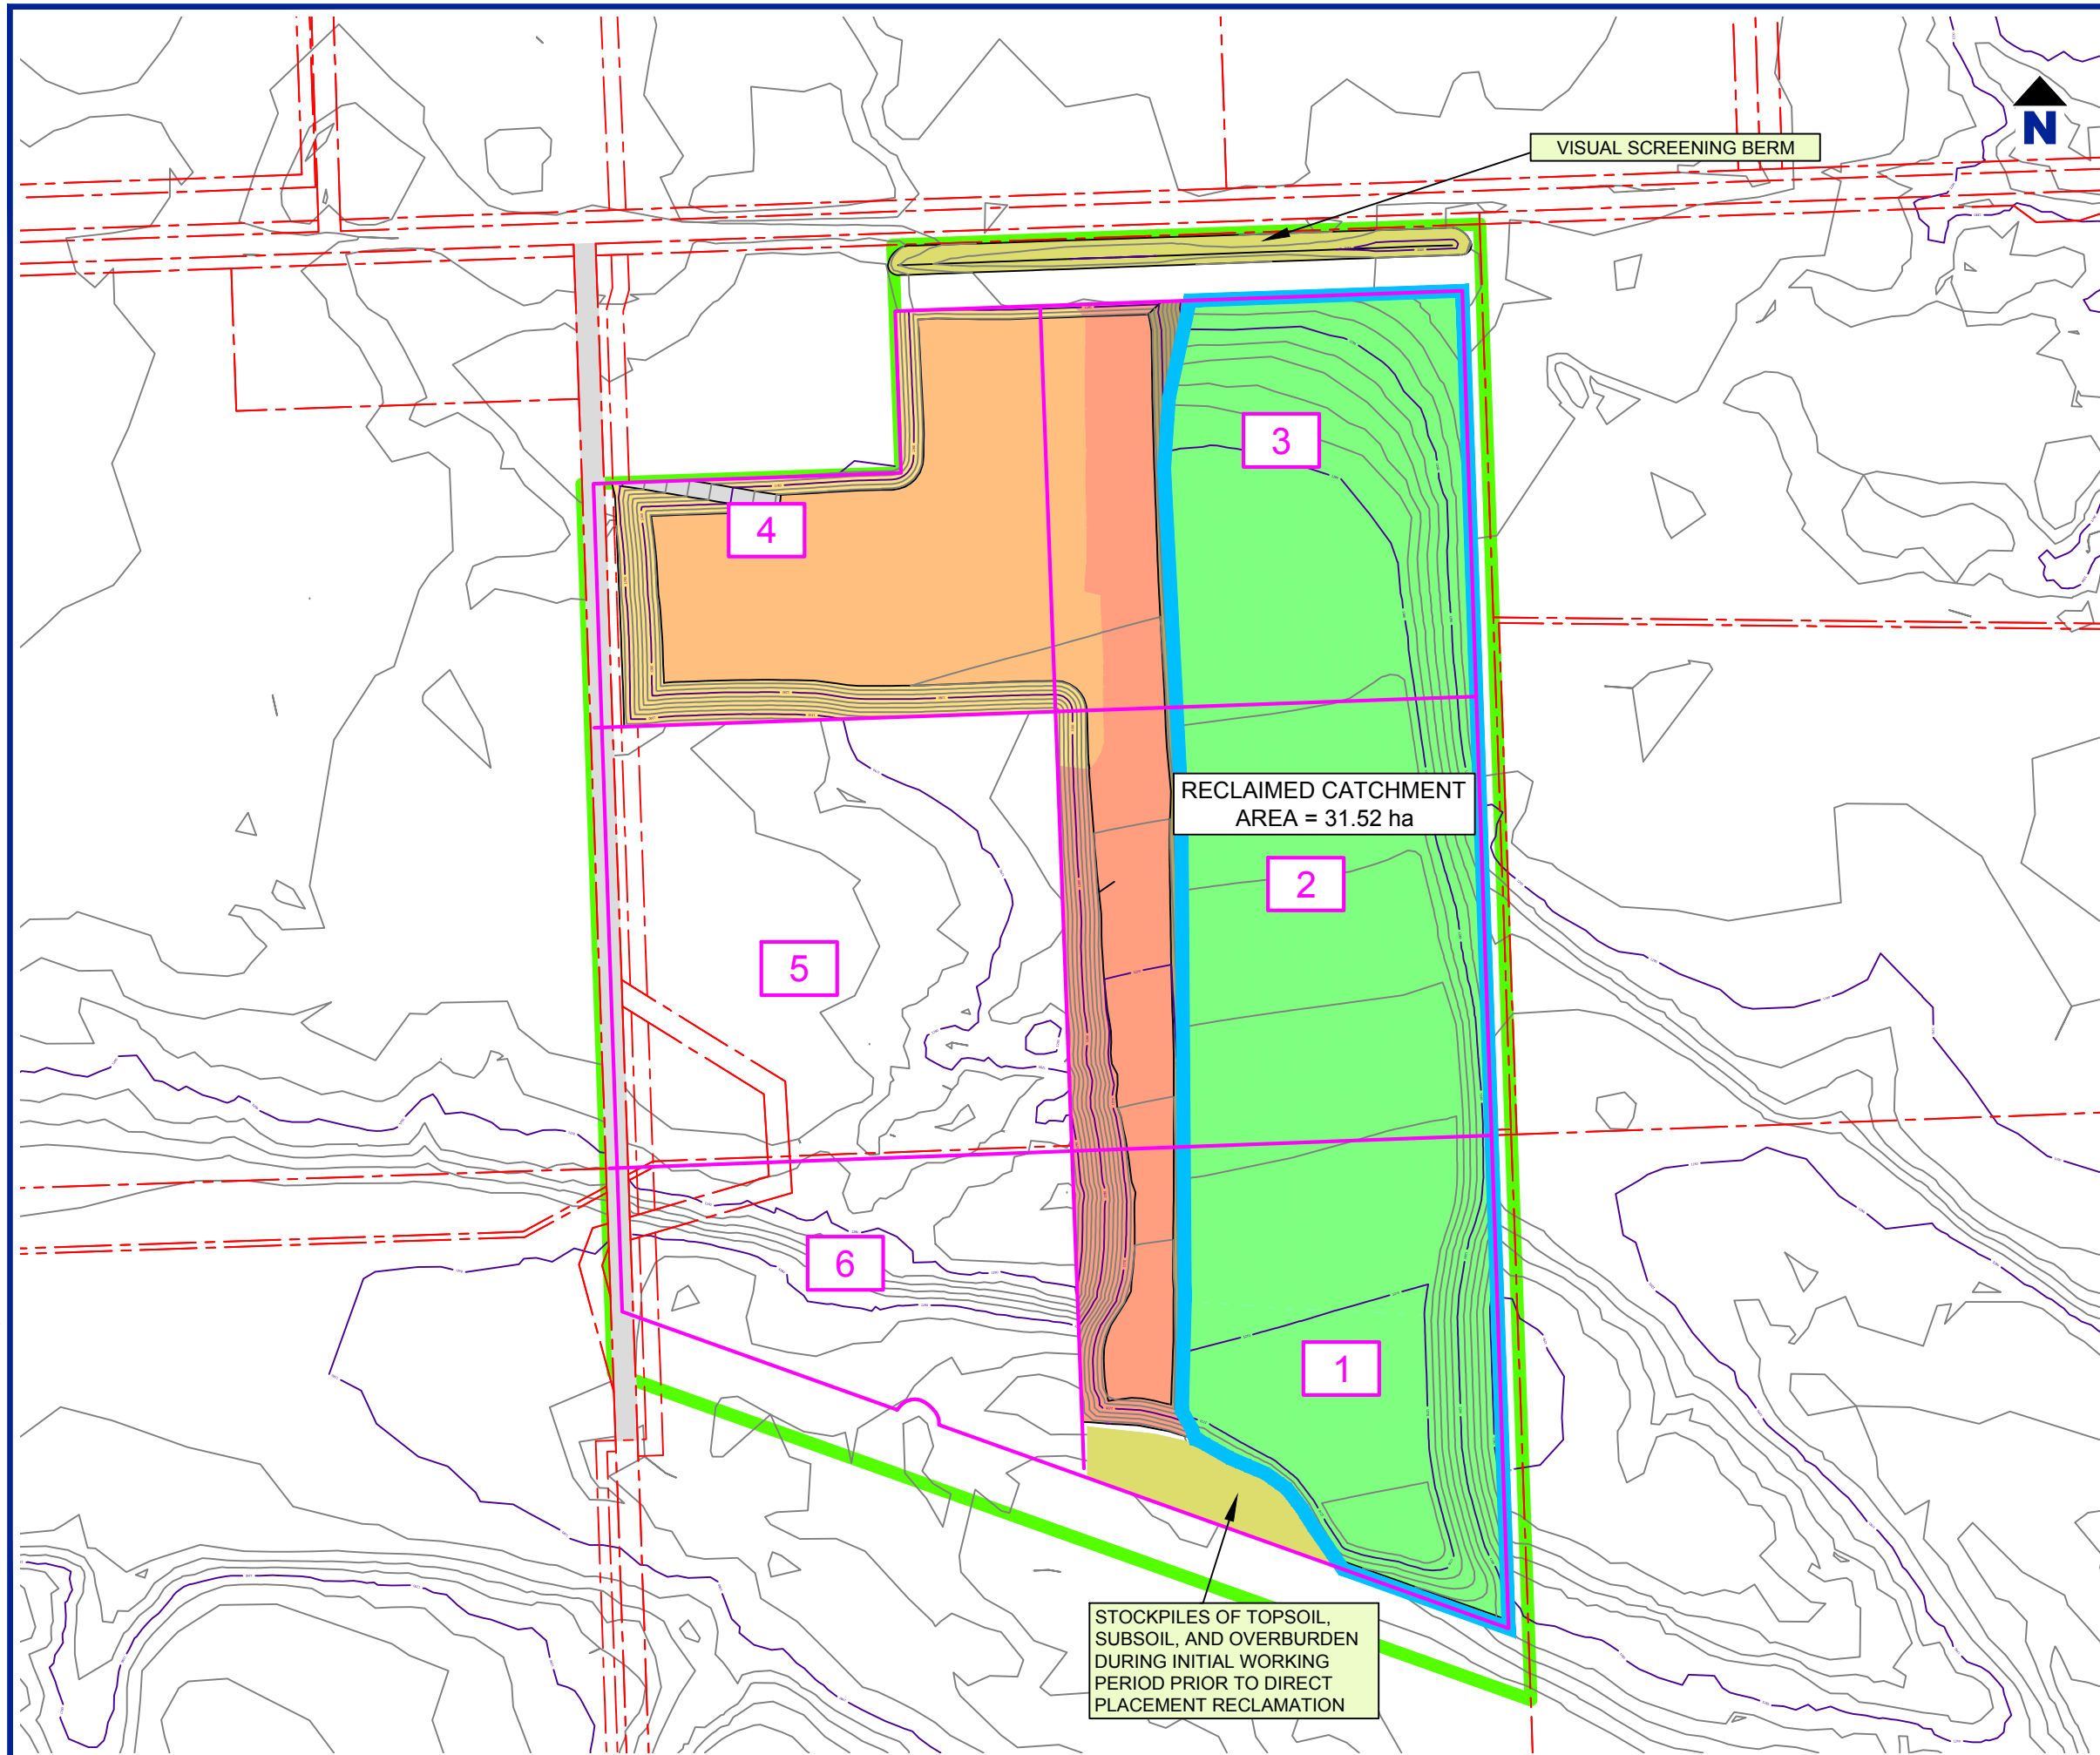 N
VISUAL SCREENING BERM
3
4
RECLAIMED CATCHMENT
AREA = 31.52 ha
2
5
6
1
STOCKPILES OF TOPSOIL,
SUBSOIL, AND OVERBURDEN
DURING INITIAL WORKING
PERIOD PRIOR TO DIRECT
PLACEMENT RECLAMATION